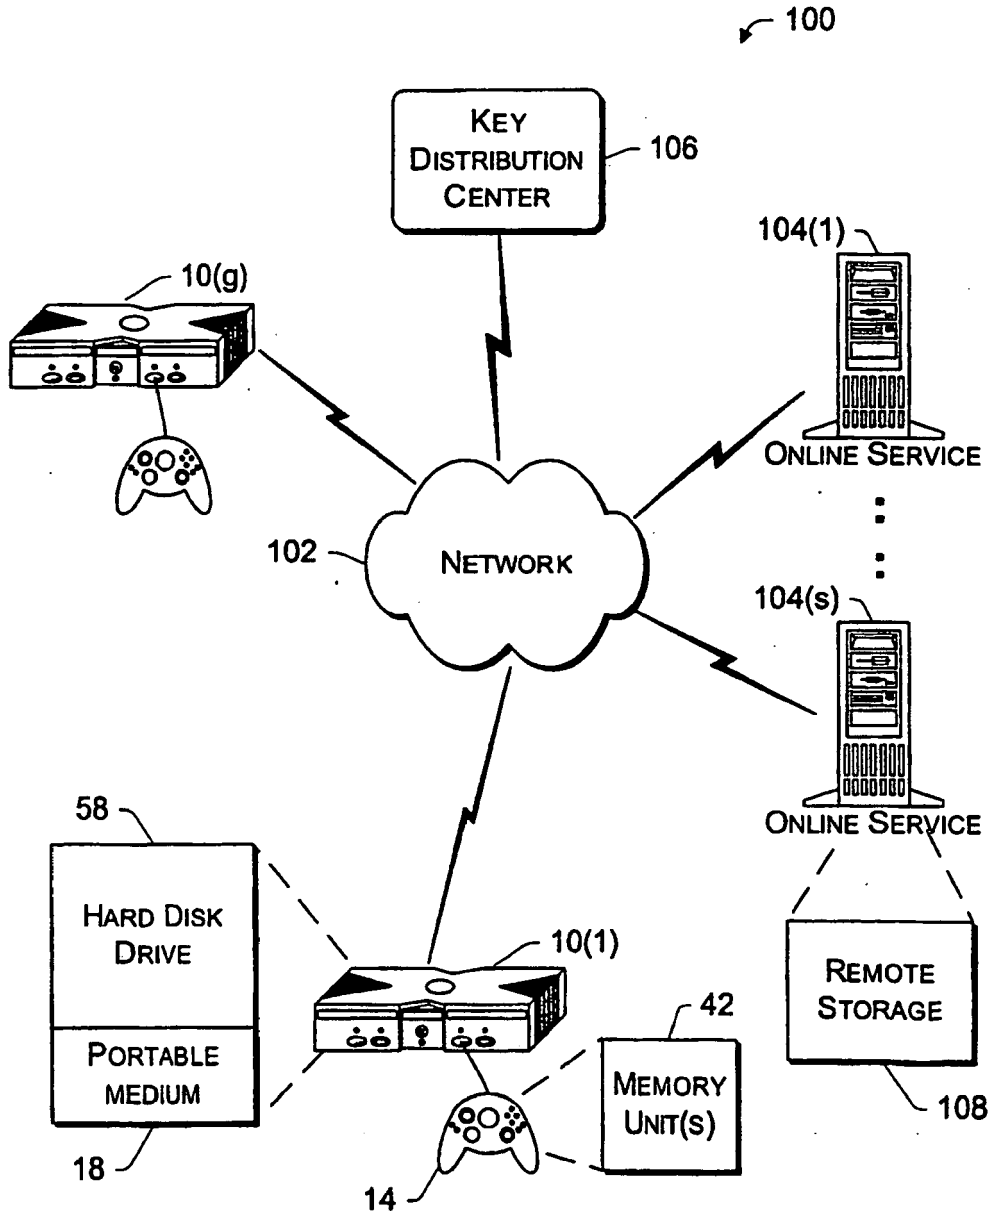 100
KEY
DISTRIBUTION
CENTER
106
104(1)
10(g)
ONLINE SERVICE
102
NETWORK
104(s)
ONLINE SERVICE
58
HARD DISK
DRIVE
10(1)
REMOTE
STORAGE
42
PORTABLE
MEDIUM
MEMORY
UNIT(S)
108
18
14